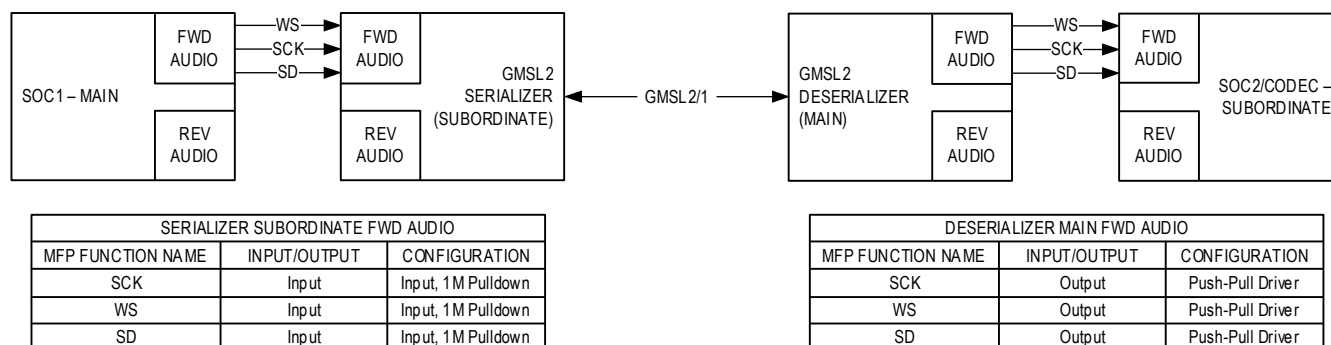 WS
SCK
SD
FWD AUDIO
FWD AUDIO
SOC1 – MAIN
GMSL2 SERIALIZER (SUBORDINATE)
REV AUDIO
REV AUDIO
GMSL2/1
WS
SCK
SD
GMSL2 DESERIALIZER (MAIN)
FWD AUDIO
FWD AUDIO
SOC2/CODEC – SUBORDINATE
REV AUDIO
REV AUDIO
SERIALIZER SUBORDINATE FWD AUDIO
MFP FUNCTION NAME INPUT/OUTPUT CONFIGURATION
SCK Input Input, 1M Pulldown
WS Input Input, 1M Pulldown
SD Input Input, 1M Pulldown
DESERIALIZER MAIN FWD AUDIO
MFP FUNCTION NAME INPUT/OUTPUT CONFIGURATION
SCK Output Push-Pull Driver
WS Output Push-Pull Driver
SD Output Push-Pull Driver